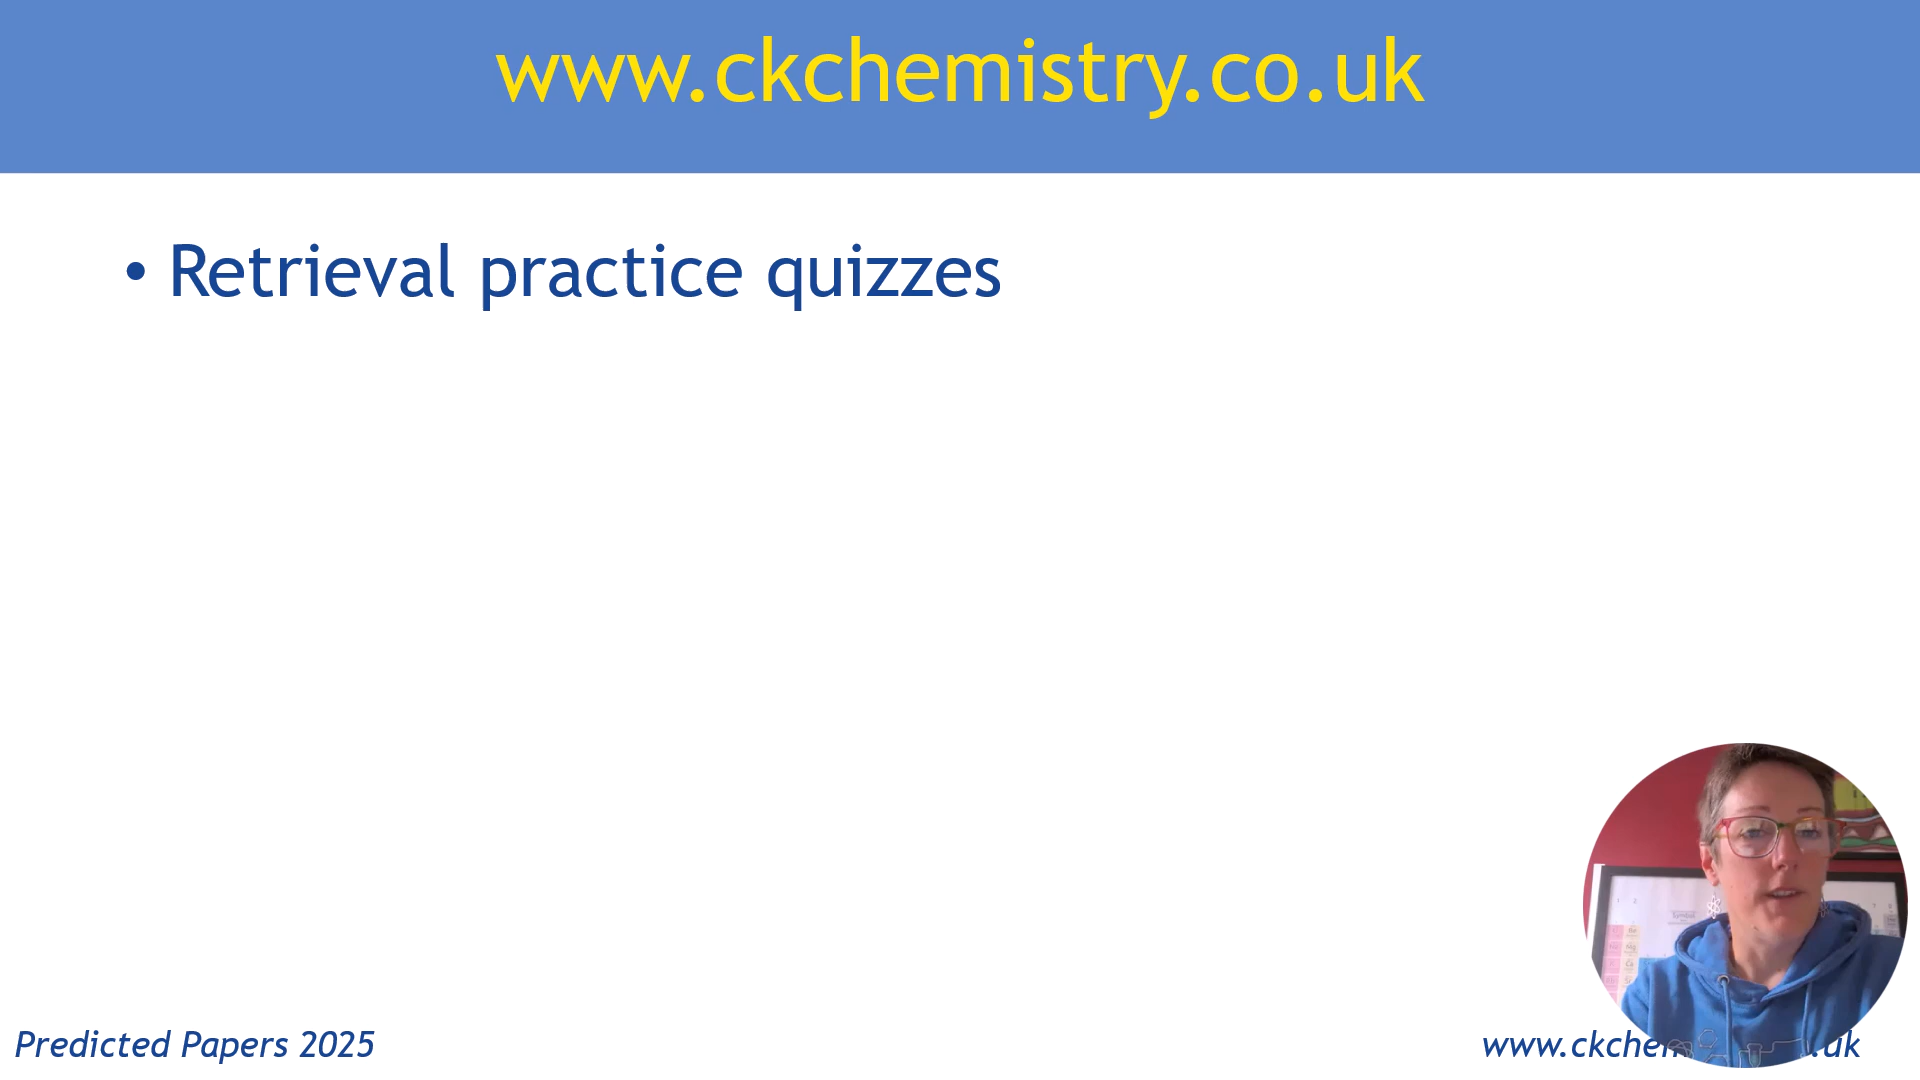 www.ckchemistry.co.uk
• Retrieval practice quizzes
Predicted Papers 2025